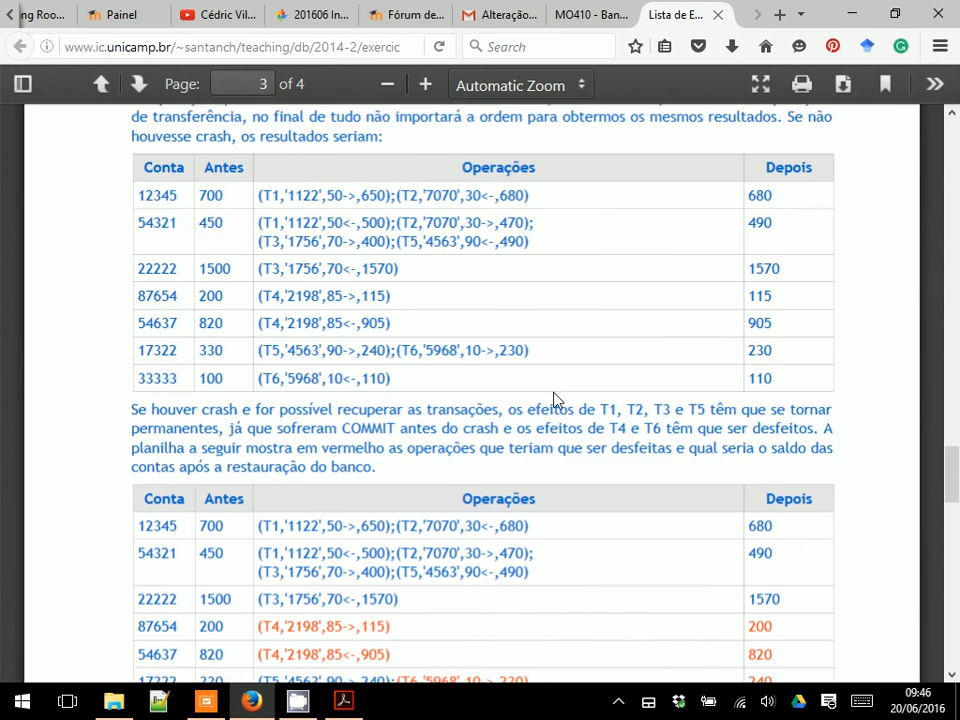 ng Roo...
Painel
Cédric Vil...
201606 In...
Fórum de...
Alteração...
MO410 - Ban...
Lista de E...
www.ic.unicamp.br/~santanch/teaching/db/2014-2/exercic
Search
Page: 3 of 4
Automatic Zoom
de transferência, no final de tudo não importará a ordem para obtermos os mesmos resultados. Se não
houvesse crash, os resultados seriam:
Conta Antes Operações Depois
12345 700 (T1,'1122',50->,650);(T2,'7070',30<-,680) 680
54321 450 (T1,'1122',50<-,500);(T2,'7070',30->,470); 490
(T3,'1756',70->,400);(T5,'4563',90<-,490)
22222 1500 (T3,'1756',70<-,1570) 1570
87654 200 (T4,'2198',85->,115) 115
54637 820 (T4,'2198',85<-,905) 905
17322 330 (T5,'4563',90->,240);(T6,'5968',10->,230) 230
33333 100 (T6,'5968',10<-,110) 110
Se houver crash e for possível recuperar as transações, os efeitos de T1, T2, T3 e T5 têm que se tornar
permanentes, já que sofreram COMMIT antes do crash e os efeitos de T4 e T6 têm que ser desfeitos. A
planilha a seguir mostra em vermelho as operações que teriam que ser desfeitas e qual seria o saldo das
contas após a restauração do banco.
Conta Antes Operações Depois
12345 700 (T1,'1122',50->,650);(T2,'7070',30<-,680) 680
54321 450 (T1,'1122',50<-,500);(T2,'7070',30->,470); 490
(T3,'1756',70->,400);(T5,'4563',90<-,490)
22222 1500 (T3,'1756',70<-,1570) 1570
87654 200 (T4,'2198',85->,115) 200
54637 820 (T4,'2198',85<-,905) 820
17322 330 (T5,'4563',90->,240);(T6,'5968',10->,230) 240
09:46
20/06/2016